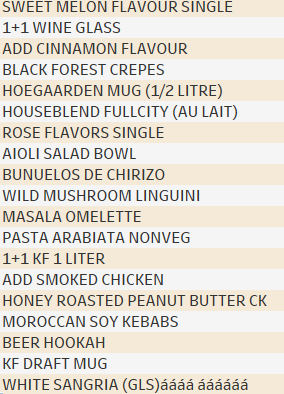 SWEET MELON FLAVOUR SINGLE
1+1 WINE GLASS
ADD CINNAMON FLAVOUR
BLACK FOREST CREPES
HOEGAARDEN MUG (1/2 LITRE)
HOUSEBLEND FULLCITY (AU LAIT)
ROSE FLAVORS SINGLE
AIOLI SALAD BOWL
BUNUELOS DE CHIRIZO
WILD MUSHROOM LINGUINI
MASALA OMELETTE
PASTA ARABIATA NONVEG
1+1 KF 1 LITER
ADD SMOKED CHICKEN
HONEY ROASTED PEANUT BUTTER CK
MOROCCAN SOY KEBABS
BEER HOOKAH
KF DRAFT MUG
WHITE SANGRIA (GLS)áááá áááááá